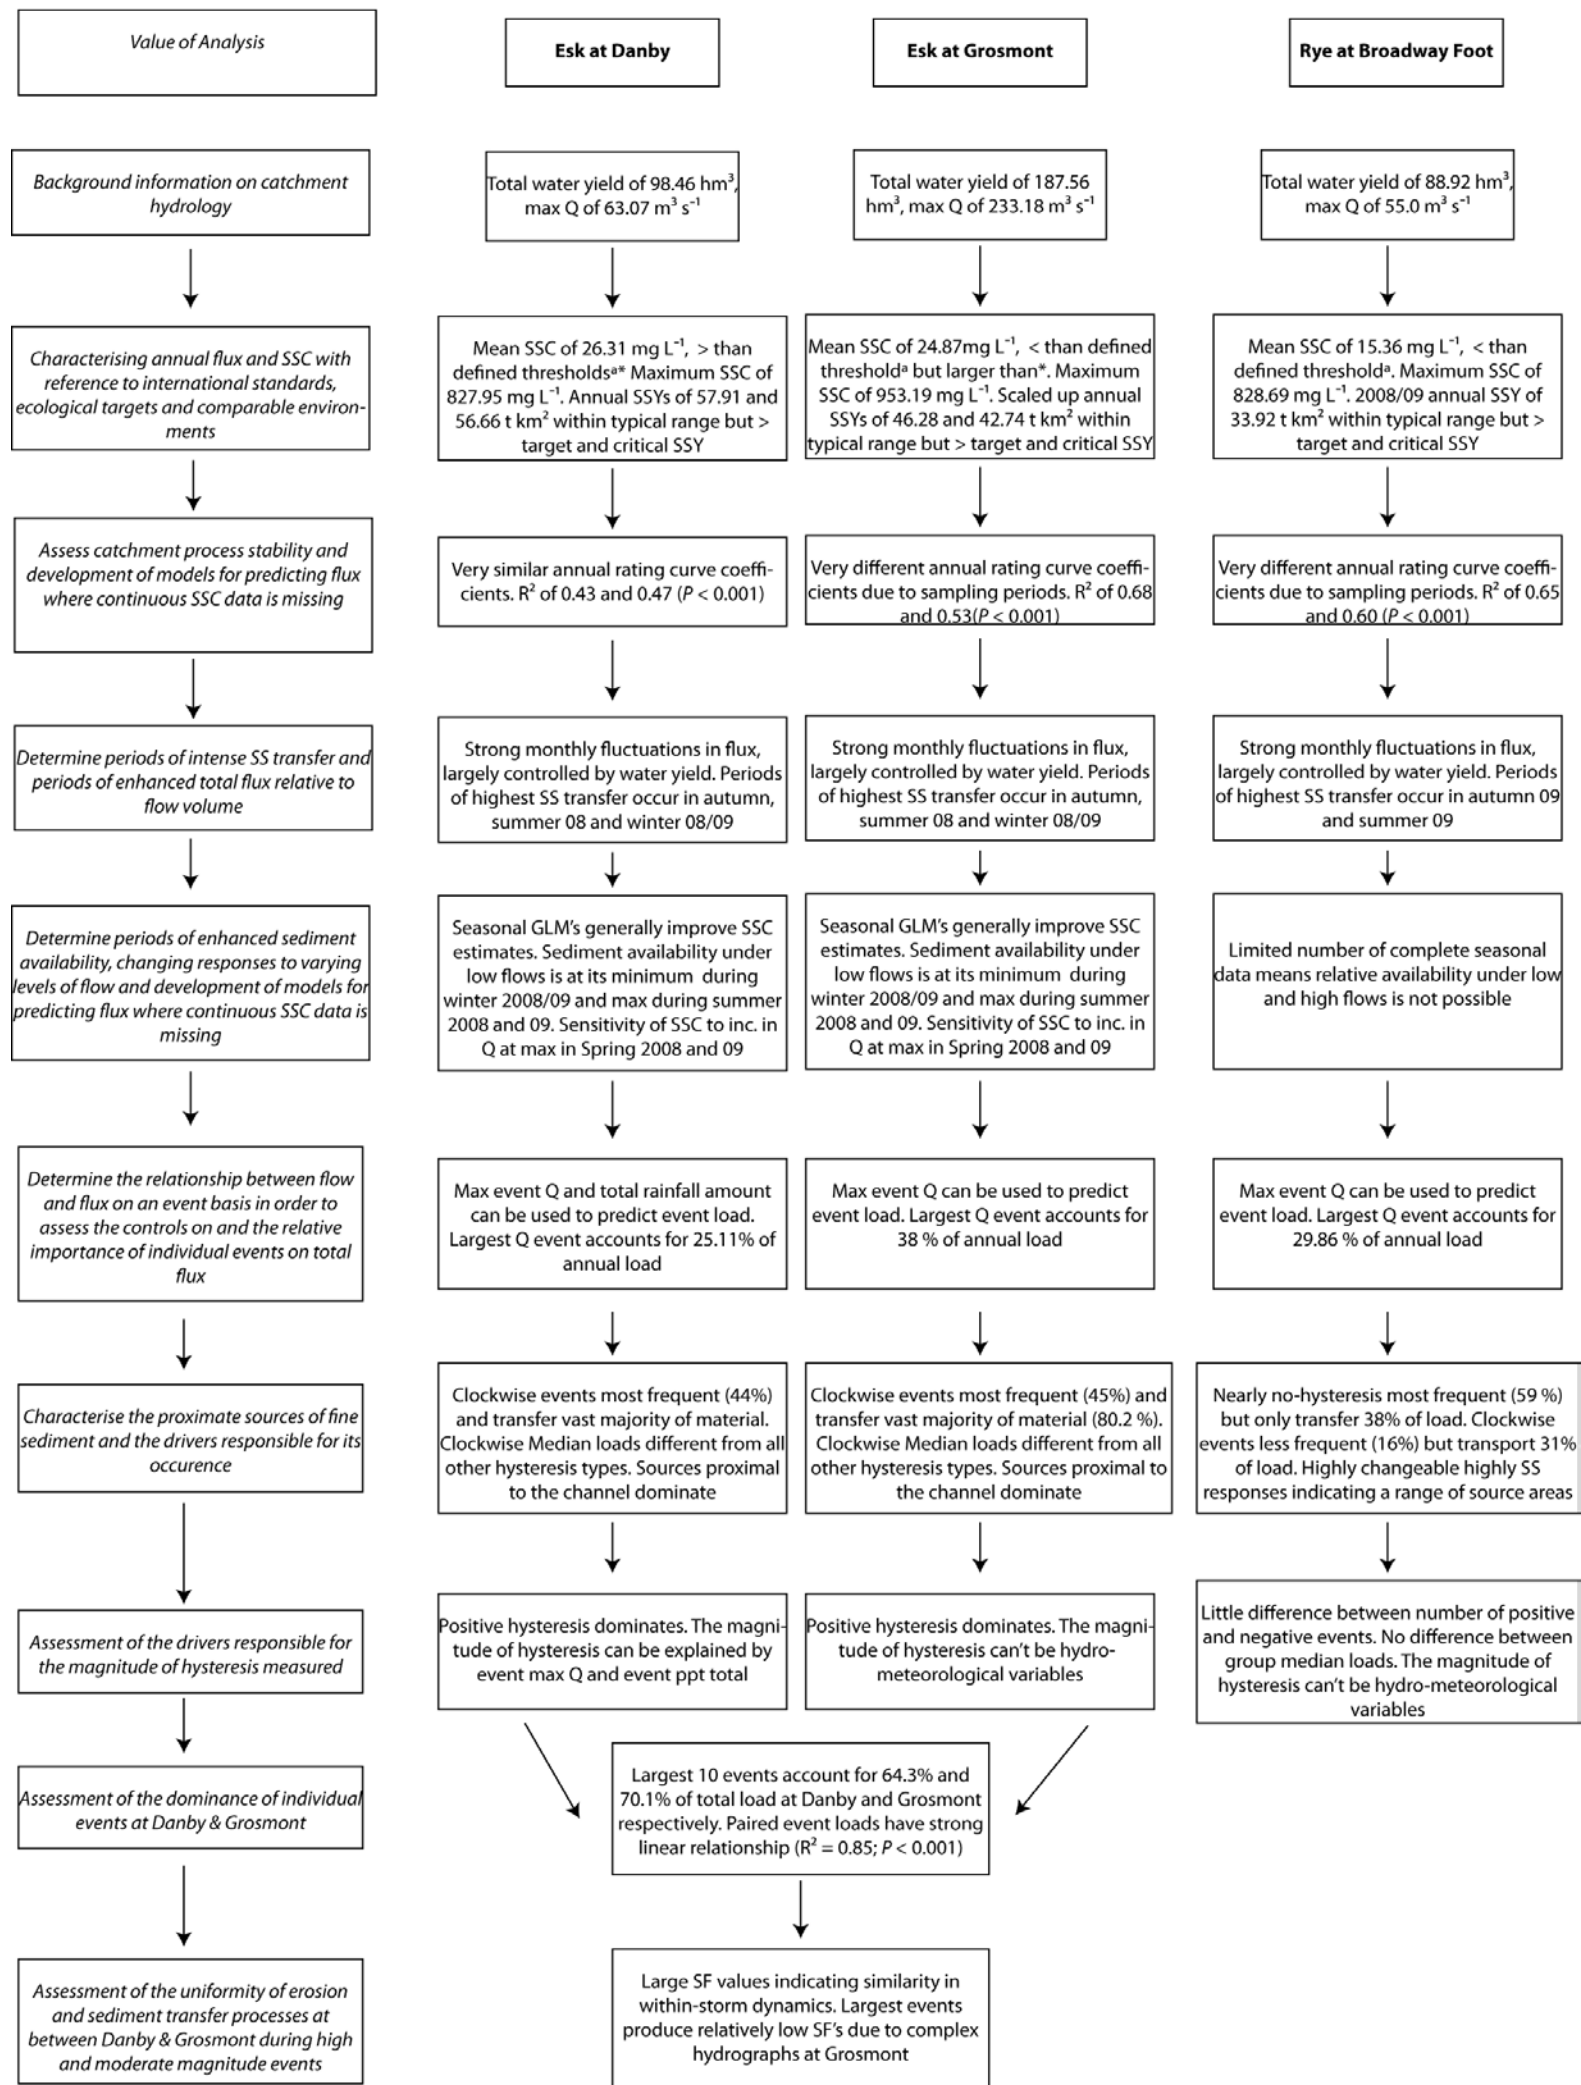 Value of Analysis
Esk at Danby
Esk at Grosmont
Rye at Broadway Foot
Background information on catchment
hydrology
Total water yield of 98.46 hm³,
max Q of 63.07 m³ s⁻¹
Total water yield of 187.56
hm³, max Q of 233.18 m³ s⁻¹
Total water yield of 88.92 hm³,
max Q of 55.0 m³ s⁻¹
Characterising annual flux and SSC with
reference to international standards,
ecological targets and comparable environ-
ments
Mean SSC of 26.31 mg L⁻¹, > than
defined thresholdsᵃ* Maximum SSC of
827.95 mg L⁻¹. Annual SSYs of 57.91 and
56.66 t km² within typical range but >
target and critical SSY
Mean SSC of 24.87mg L⁻¹, < than defined
thresholdᵃ but larger than*. Maximum
SSC of 953.19 mg L⁻¹. Scaled up annual
SSYs of 46.28 and 42.74 t km² within
typical range but > target and critical SSY
Mean SSC of 15.36 mg L⁻¹, < than
defined thresholdᵃ. Maximum SSC of
828.69 mg L⁻¹. 2008/09 annual SSY of
33.92 t km² within typical range but >
target and critical SSY
Assess catchment process stability and
development of models for predicting flux
where continuous SSC data is missing
Very similar annual rating curve coeffi-
cients. R² of 0.43 and 0.47 (P < 0.001)
Very different annual rating curve coeffi-
cients due to sampling periods. R² of 0.68
and 0.53(P < 0.001)
Very different annual rating curve coeffi-
cients due to sampling periods. R² of 0.65
and 0.60 (P < 0.001)
Determine periods of intense SS transfer and
periods of enhanced total flux relative to
flow volume
Strong monthly fluctuations in flux,
largely controlled by water yield. Periods
of highest SS transfer occur in autumn,
summer 08 and winter 08/09
Strong monthly fluctuations in flux,
largely controlled by water yield. Periods
of highest SS transfer occur in autumn,
summer 08 and winter 08/09
Strong monthly fluctuations in flux,
largely controlled by water yield. Periods
of highest SS transfer occur in autumn 09
and summer 09
Determine periods of enhanced sediment
availability, changing responses to varying
levels of flow and development of models for
predicting flux where continuous SSC data is
missing
Seasonal GLM's generally improve SSC
estimates. Sediment availability under
low flows is at its minimum during
winter 2008/09 and max during summer
2008 and 09. Sensitivity of SSC to inc. in
Q at max in Spring 2008 and 09
Seasonal GLM's generally improve SSC
estimates. Sediment availability under
low flows is at its minimum during
winter 2008/09 and max during summer
2008 and 09. Sensitivity of SSC to inc. in
Q at max in Spring 2008 and 09
Limited number of complete seasonal
data means relative availability under low
and high flows is not possible
Determine the relationship between flow
and flux on an event basis in order to
assess the controls on and the relative
importance of individual events on total
flux
Max event Q and total rainfall amount
can be used to predict event load.
Largest Q event accounts for 25.11% of
annual load
Max event Q can be used to predict
event load. Largest Q event accounts for
38 % of annual load
Max event Q can be used to predict
event load. Largest Q event accounts for
29.86 % of annual load
Characterise the proximate sources of fine
sediment and the drivers responsible for its
occurence
Clockwise events most frequent (44%)
and transfer vast majority of material.
Clockwise Median loads different from all
other hysteresis types. Sources proximal
to the channel dominate
Clockwise events most frequent (45%) and
transfer vast majority of material (80.2 %).
Clockwise Median loads different from all
other hysteresis types. Sources proximal to
the channel dominate
Nearly no-hysteresis most frequent (59 %)
but only transfer 38% of load. Clockwise
events less frequent (16%) but transport 31%
of load. Highly changeable highly SS
responses indicating a range of source areas
Assessment of the drivers responsible for
the magnitude of hysteresis measured
Positive hysteresis dominates. The magni-
tude of hysteresis can be explained by
event max Q and event ppt total
Positive hysteresis dominates. The magni-
tude of hysteresis can't be hydro-
meteorological variables
Little difference between number of positive
and negative events. No difference between
group median loads. The magnitude of
hysteresis can't be hydro-meteorological
variables
Assessment of the dominance of individual
events at Danby & Grosmont
Largest 10 events account for 64.3% and
70.1% of total load at Danby and Grosmont
respectively. Paired event loads have strong
linear relationship (R² = 0.85; P < 0.001)
Assessment of the uniformity of erosion
and sediment transfer processes at
between Danby & Grosmont during high
and moderate magnitude events
Large SF values indicating similarity in
within-storm dynamics. Largest events
produce relatively low SF's due to complex
hydrographs at Grosmont